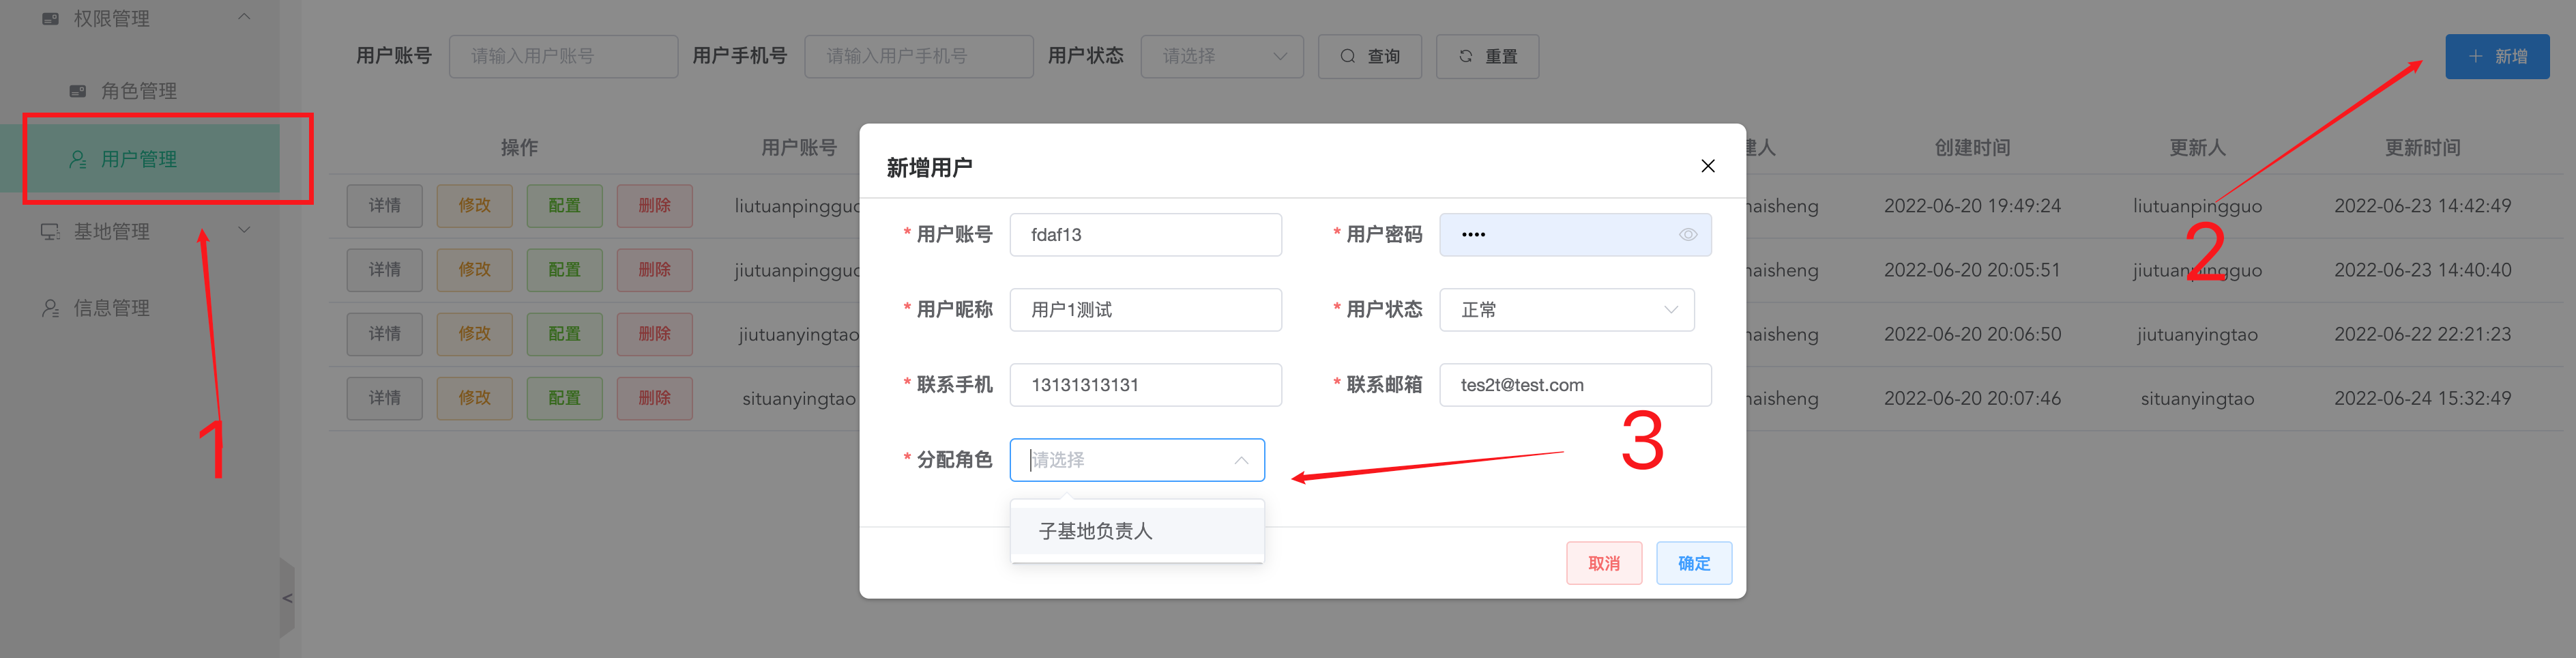 权限管理
角色管理
用户管理
基地管理
信息管理
<
1
用户账号 请输入用户账号 用户手机号 请输入用户手机号 用户状态 请选择 查询 重置 + 新增
操作 用户账号 建人 创建时间 更新人 更新时间
详情 修改 配置 删除 liutuanpingguo haisheng 2022-06-20 19:49:24 liutuanpingguo 2022-06-23 14:42:49
详情 修改 配置 删除 jiutuanpingguo haisheng 2022-06-20 20:05:51 jiutuanpingguo 2022-06-23 14:40:40
详情 修改 配置 删除 jiutuanyingtao haisheng 2022-06-20 20:06:50 jiutuanyingtao 2022-06-22 22:21:23
详情 修改 配置 删除 situanyingtao haisheng 2022-06-20 20:07:46 situanyingtao 2022-06-24 15:32:49
2
新增用户
* 用户账号 fdaf13 * 用户密码 ••••
* 用户昵称 用户1测试 * 用户状态 正常
* 联系手机 13131313131 * 联系邮箱 tes2t@test.com
* 分配角色 请选择
3
子基地负责人
取消 确定